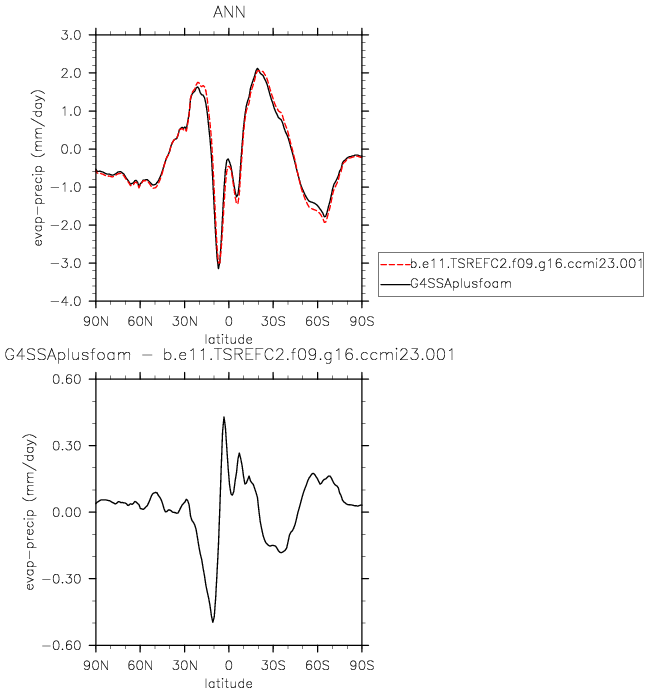 ANN
3.0
2.0
1.0
0.0
−1.0
−2.0
−3.0
−4.0
evap−precip (mm/day)
90N 60N 30N 0 30S 60S 90S
latitude
b.e11.TSREFC2.f09.g16.ccmi23.001
G4SSAplusfoam
G4SSAplusfoam − b.e11.TSREFC2.f09.g16.ccmi23.001
0.60
0.30
0.00
−0.30
−0.60
evap−precip (mm/day)
90N 60N 30N 0 30S 60S 90S
latitude